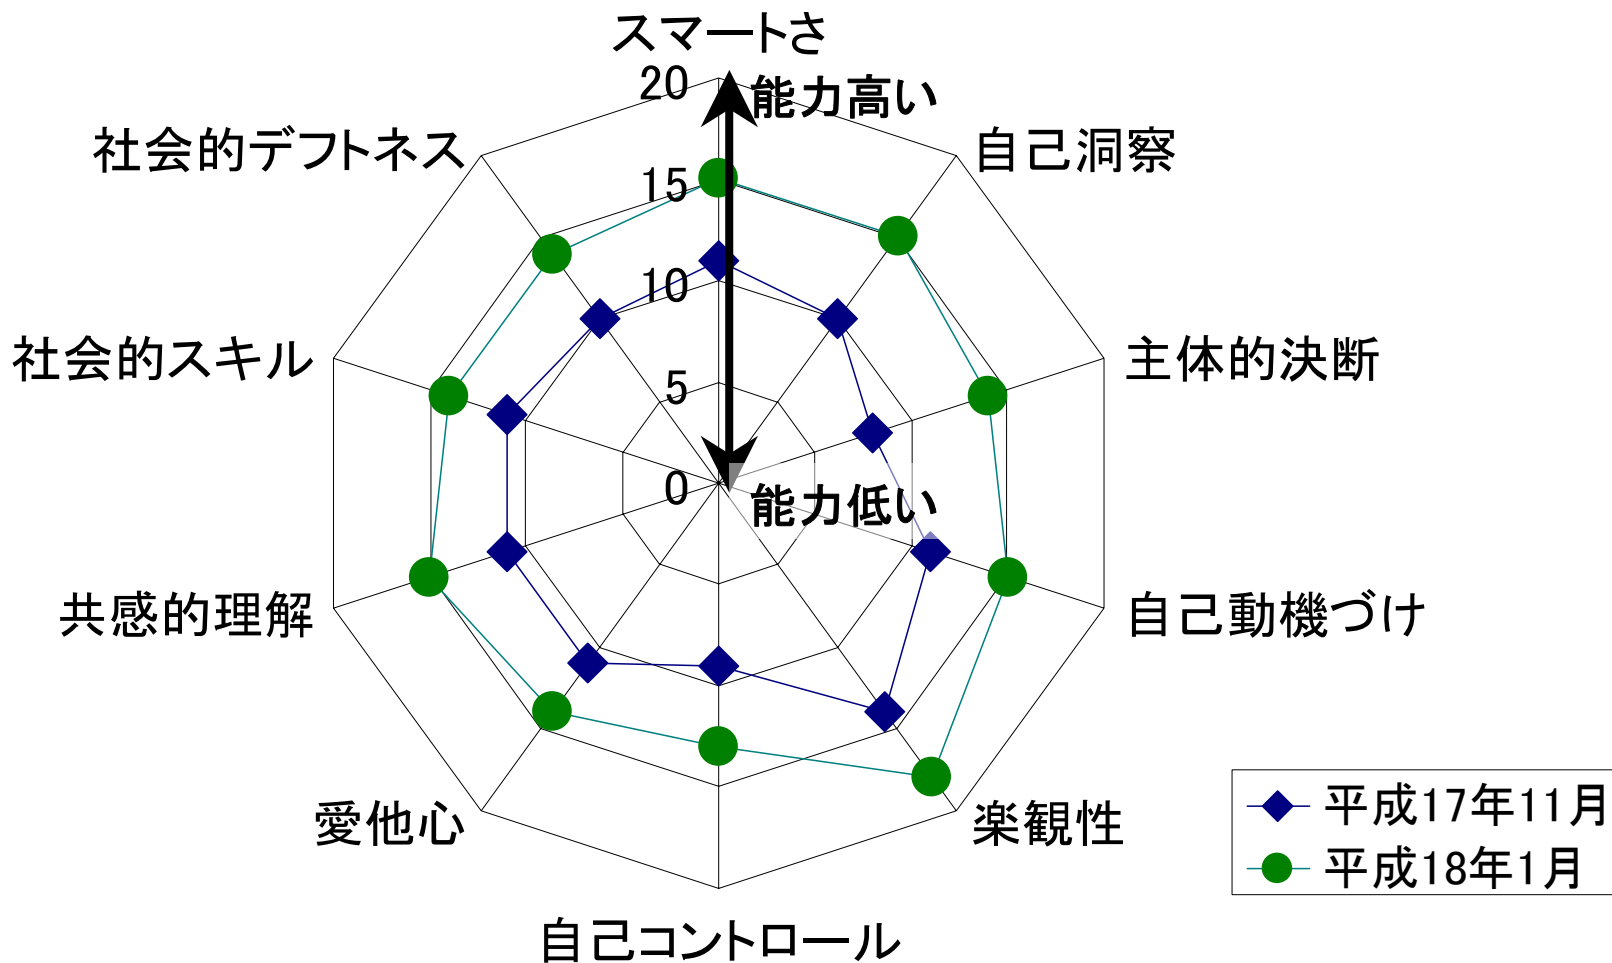 スマートさ
20
能力高い
社会的デフトネス
自己洞察
15
10
社会的スキル
主体的決断
5
0
能力低い
共感的理解
自己動機づけ
愛他心
楽観性
自己コントロール
平成17年11月
平成18年1月